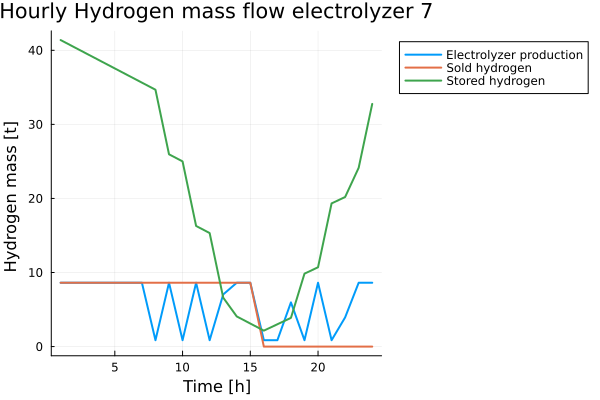 Hourly Hydrogen mass flow electrolyzer 7
Electrolyzer production
Sold hydrogen
Stored hydrogen
Hydrogen mass [t]
40
30
20
10
0
5 10 15 20
Time [h]